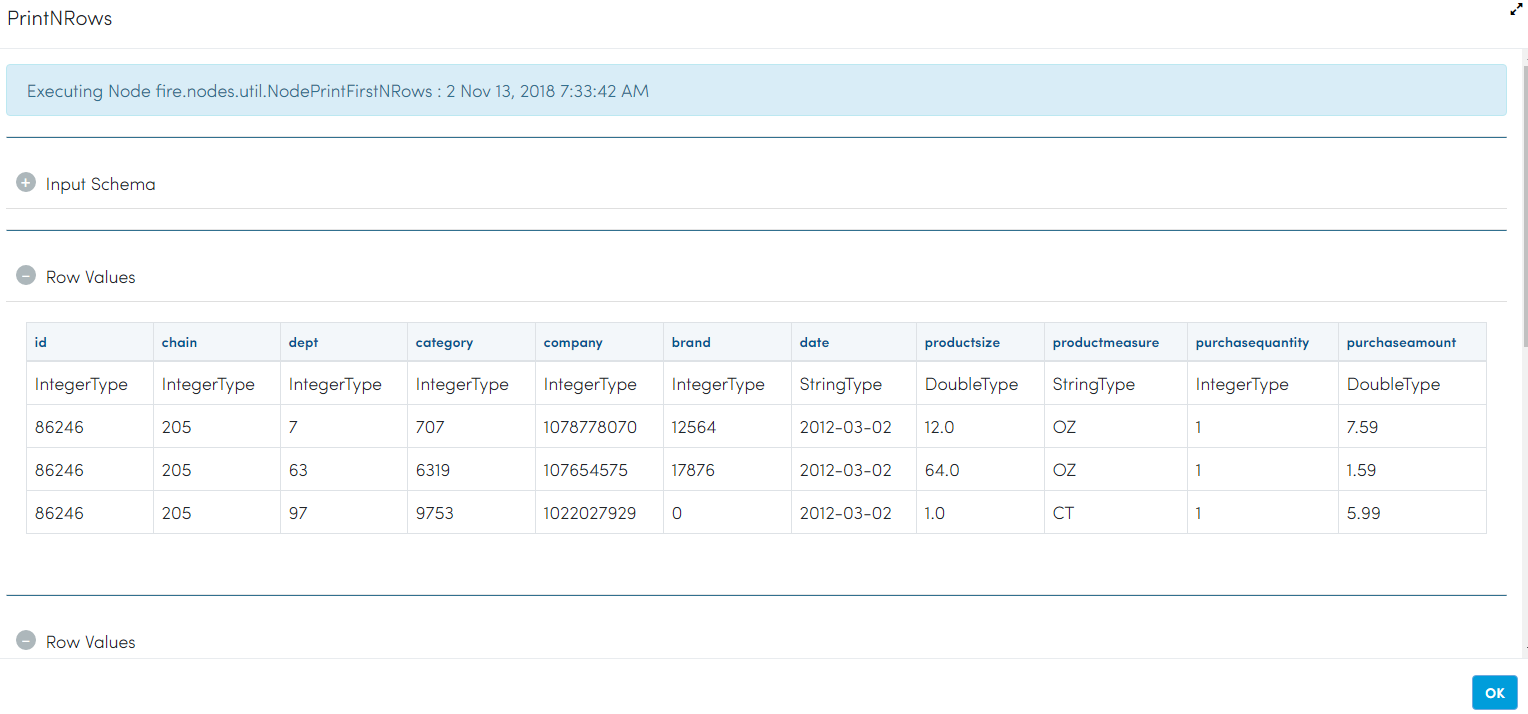 PrintNRows
Executing Node fire.nodes.util.NodePrintFirstNRows : 2 Nov 13, 2018 7:33:42 AM
Input Schema
Row Values
id chain dept category company brand date productsize productmeasure purchasequantity purchaseamount
IntegerType IntegerType IntegerType IntegerType IntegerType IntegerType StringType DoubleType StringType IntegerType DoubleType
86246 205 7 707 1078778070 12564 2012-03-02 12.0 OZ 1 7.59
86246 205 63 6319 107654575 17876 2012-03-02 64.0 OZ 1 1.59
86246 205 97 9753 1022027929 0 2012-03-02 1.0 CT 1 5.99
Row Values
OK